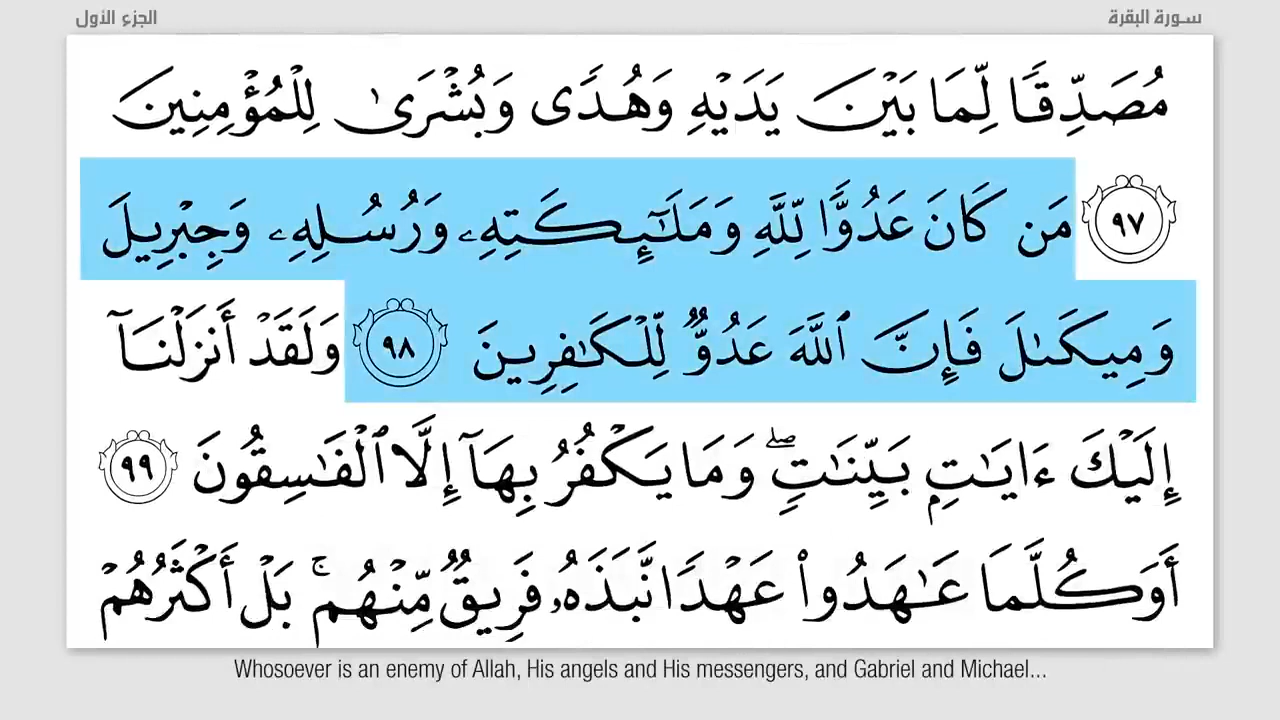 سورة البقرة
الجزء الأول
مُصَدِّقًا لِّمَا بَيْنَ يَدَيْهِ وَهُدًى وَبُشْرَىٰ لِلْمُؤْمِنِينَ
٩٧ مَن كَانَ عَدُوًّا لِّلَّهِ وَمَلَـٰٓئِكَتِهِۦ وَرُسُلِهِۦ وَجِبْرِيلَ
وَمِيكَىٰلَ فَإِنَّ ٱللَّهَ عَدُوٌّ لِّلْكَـٰفِرِينَ ٩٨ وَلَقَدْ أَنزَلْنَآ
إِلَيْكَ ءَايَـٰتٍۭ بَيِّنَـٰتٍۖ وَمَا يَكْفُرُ بِهَآ إِلَّا ٱلْفَـٰسِقُونَ ٩٩
أَوَكُلَّمَا عَـٰهَدُوا۟ عَهْدًا نَّبَذَهُۥ فَرِيقٌ مِّنْهُمۚ بَلْ أَكْثَرُهُمْ
Whosoever is an enemy of Allah, His angels and His messengers, and Gabriel and Michael...